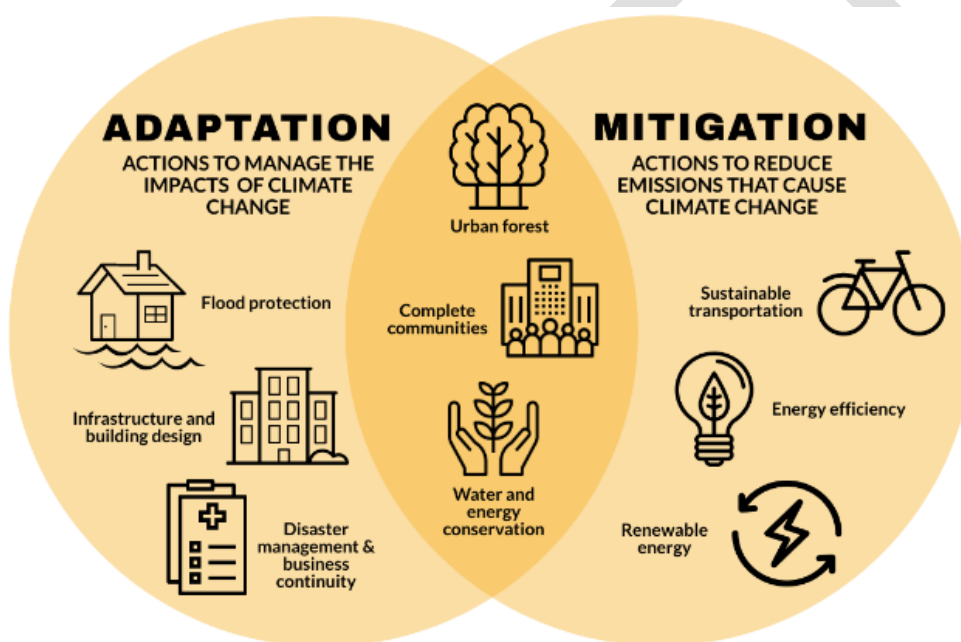 ADAPTATION
ACTIONS TO MANAGE THE
IMPACTS OF CLIMATE
CHANGE
Flood protection
Infrastructure and
building design
Disaster
management &
business
continuity
Urban forest
Complete
communities
Water and
energy
conservation
MITIGATION
ACTIONS TO REDUCE
EMISSIONS THAT CAUSE
CLIMATE CHANGE
Sustainable
transportation
Energy efficiency
Renewable
energy